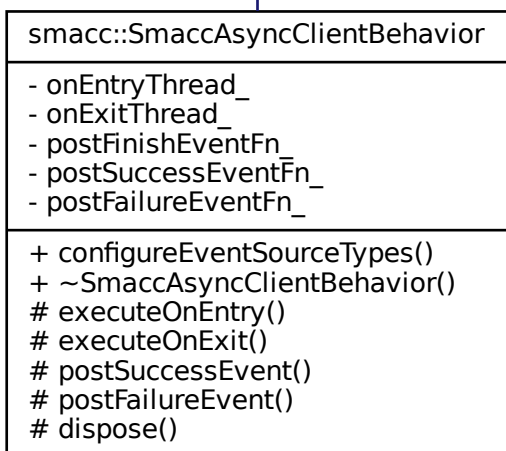 smacc::SmaccAsyncClientBehavior
- onEntryThread_
- onExitThread_
- postFinishEventFn_
- postSuccessEventFn_
- postFailureEventFn_
+ configureEventSourceTypes()
+ ~SmaccAsyncClientBehavior()
# executeOnEntry()
# executeOnExit()
# postSuccessEvent()
# postFailureEvent()
# dispose()